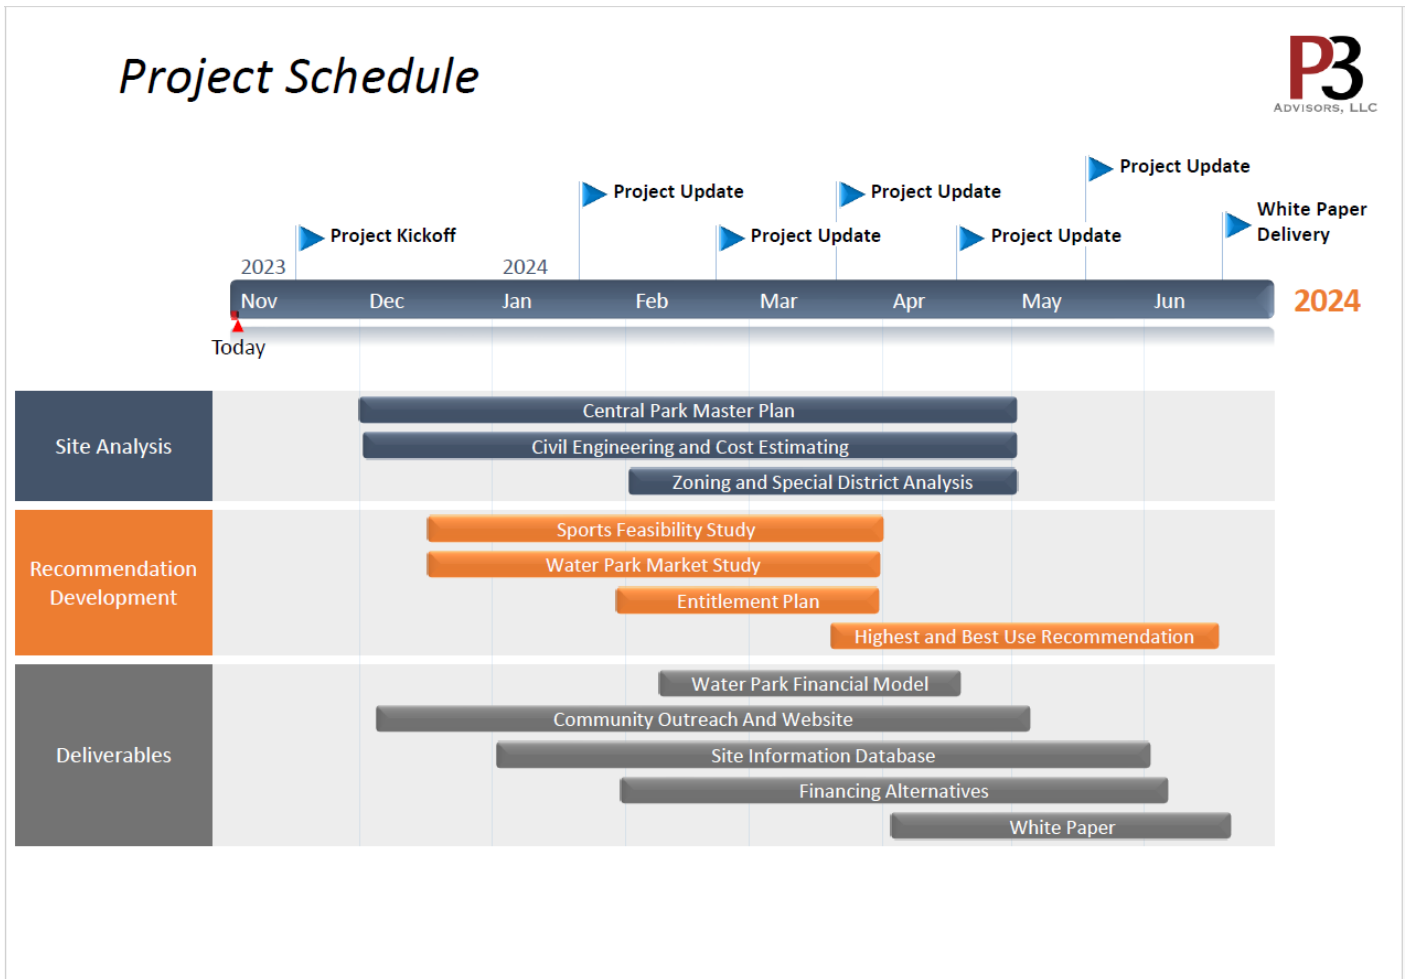 Project Schedule
P3
ADVISORS, LLC
Project Update
Project Update
Project Update
White Paper
Delivery
Project Kickoff
Project Update
Project Update
2023
2024
Nov
Dec
Jan
Feb
Mar
Apr
May
Jun
2024
Today
Site Analysis
Central Park Master Plan
Civil Engineering and Cost Estimating
Zoning and Special District Analysis
Recommendation
Development
Sports Feasibility Study
Water Park Market Study
Entitlement Plan
Highest and Best Use Recommendation
Deliverables
Water Park Financial Model
Community Outreach And Website
Site Information Database
Financing Alternatives
White Paper